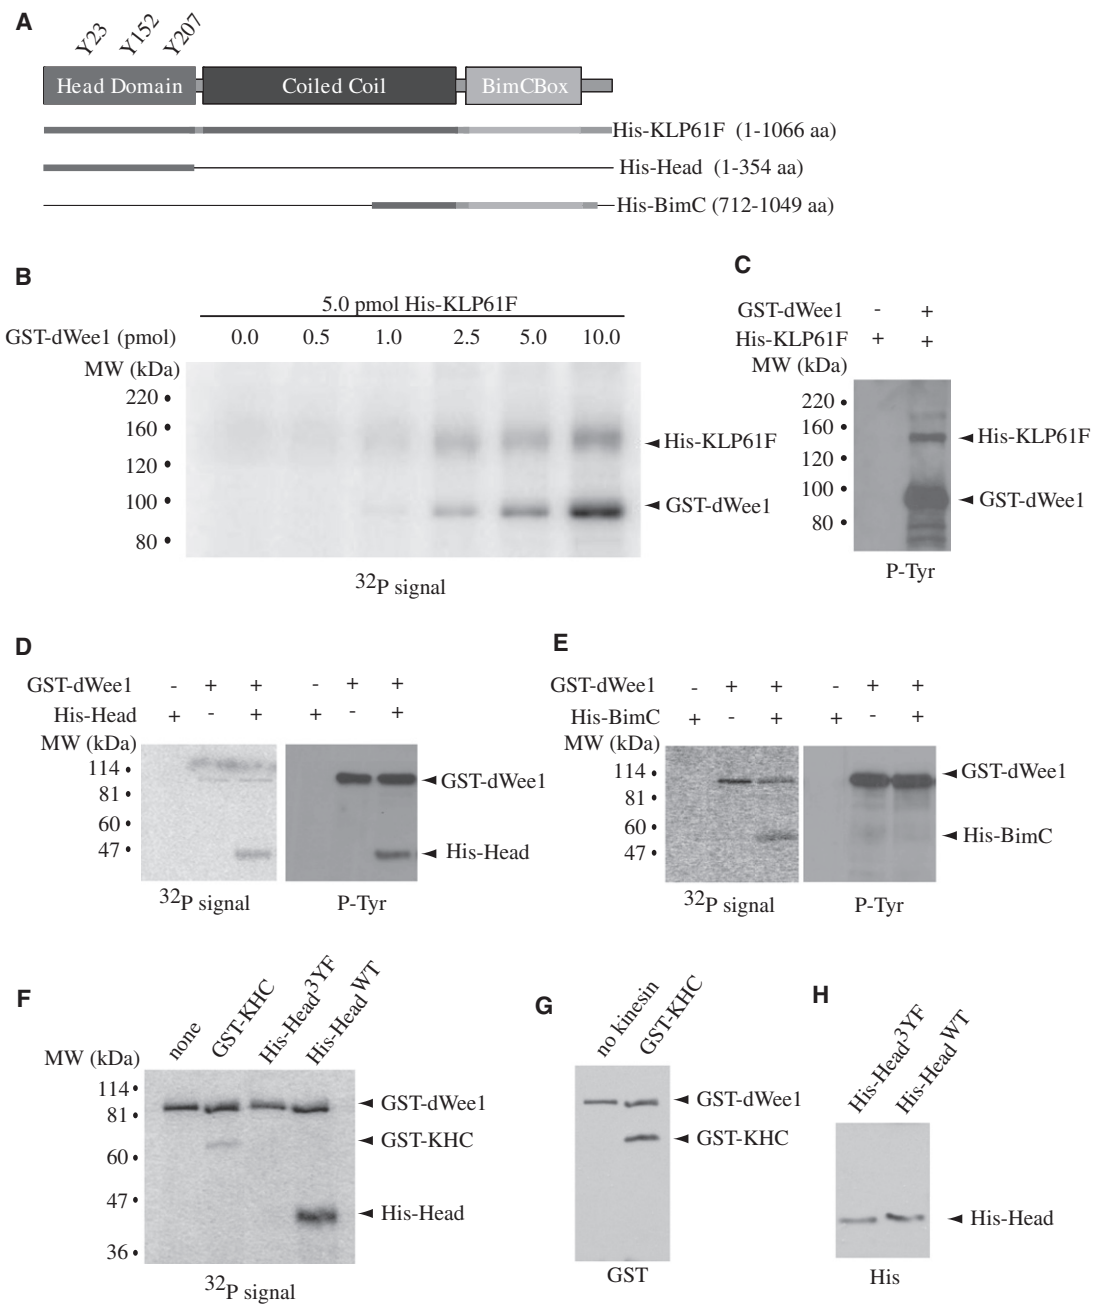 A
Y23 Y152 Y207
Head Domain Coiled Coil BimCBox
His-KLP61F (1-1066 aa)
His-Head (1-354 aa)
His-BimC (712-1049 aa)
B
5.0 pmol His-KLP61F
GST-dWee1 (pmol) 0.0 0.5 1.0 2.5 5.0 10.0
MW (kDa)
220
160
120
100
80
His-KLP61F
GST-dWee1
32P signal
C
GST-dWee1 - +
His-KLP61F + +
MW (kDa)
220
160
120
100
80
His-KLP61F
GST-dWee1
P-Tyr
D
GST-dWee1 - + + - + +
His-Head + - + + - +
MW (kDa)
114
81
60
47
GST-dWee1
His-Head
32P signal
P-Tyr
E
GST-dWee1 - + + - + +
His-BimC + - + + - +
MW (kDa)
114
81
60
47
GST-dWee1
His-BimC
32P signal
P-Tyr
F
none GST-KHC His-Head3YF His-HeadWT
MW (kDa)
114
81
60
47
36
GST-dWee1
GST-KHC
His-Head
32P signal
G
no kinesin GST-KHC
GST-dWee1
GST-KHC
GST
H
His-Head3YF His-HeadWT
His-Head
His